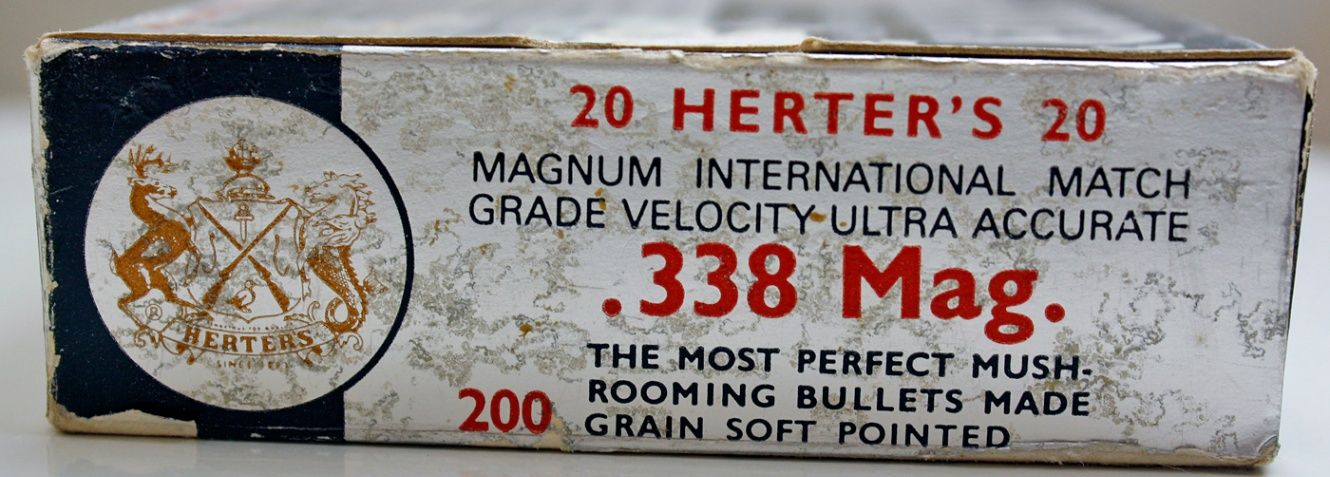 20 HERTER'S 20
MAGNUM INTERNATIONAL MATCH
GRADE VELOCITY ULTRA ACCURATE
.338 Mag.
THE MOST PERFECT MUSH-
ROOMING BULLETS MADE
200 GRAIN SOFT POINTED
®
HERTERS
SINCE